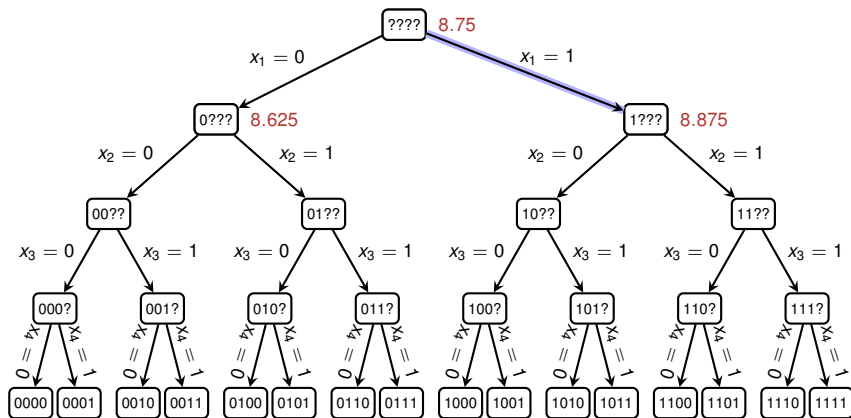 ???? 8.75
x₁ = 0 x₁ = 1
0??? 8.625 1??? 8.875
x₂ = 0 x₂ = 1 x₂ = 0 x₂ = 1
00?? 01?? 10?? 11??
x₃ = 0 x₃ = 1 x₃ = 0 x₃ = 1 x₃ = 0 x₃ = 1 x₃ = 0 x₃ = 1
000? 001? 010? 011? 100? 101? 110? 111?
x₄ = 0 x₄ = 1 x₄ = 0 x₄ = 1 x₄ = 0 x₄ = 1 x₄ = 0 x₄ = 1 x₄ = 0 x₄ = 1 x₄ = 0 x₄ = 1 x₄ = 0 x₄ = 1 x₄ = 0 x₄ = 1
0000 0001 0010 0011 0100 0101 0110 0111 1000 1001 1010 1011 1100 1101 1110 1111